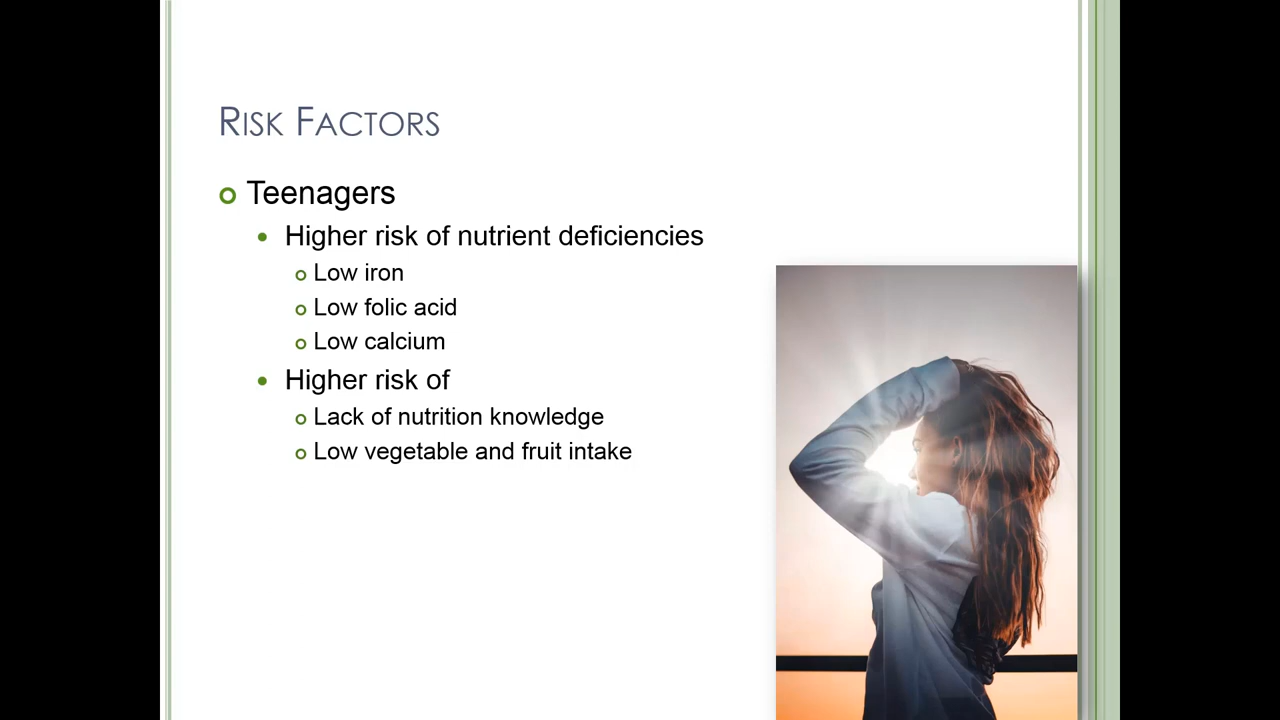 Risk Factors
Teenagers
Higher risk of nutrient deficiencies
Low iron
Low folic acid
Low calcium
Higher risk of
Lack of nutrition knowledge
Low vegetable and fruit intake